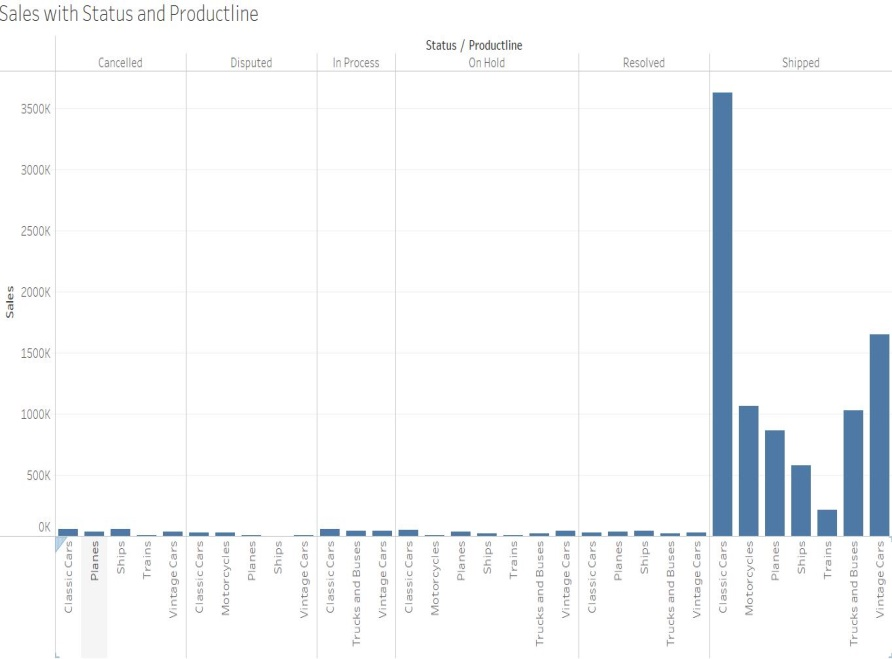 Sales with Status and Productline
Status / Productline
Cancelled Disputed In Process On Hold Resolved Shipped
3500K
3000K
2500K
2000K
1500K
1000K
500K
0K
Sales
Classic Cars
Planes
Ships
Trains
Vintage Cars
Classic Cars
Motorcycles
Planes
Ships
Vintage Cars
Classic Cars
Trucks and Buses
Vintage Cars
Classic Cars
Motorcycles
Planes
Ships
Trains
Trucks and Buses
Vintage Cars
Classic Cars
Planes
Ships
Trucks and Buses
Vintage Cars
Classic Cars
Motorcycles
Planes
Ships
Trains
Trucks and Buses
Vintage Cars